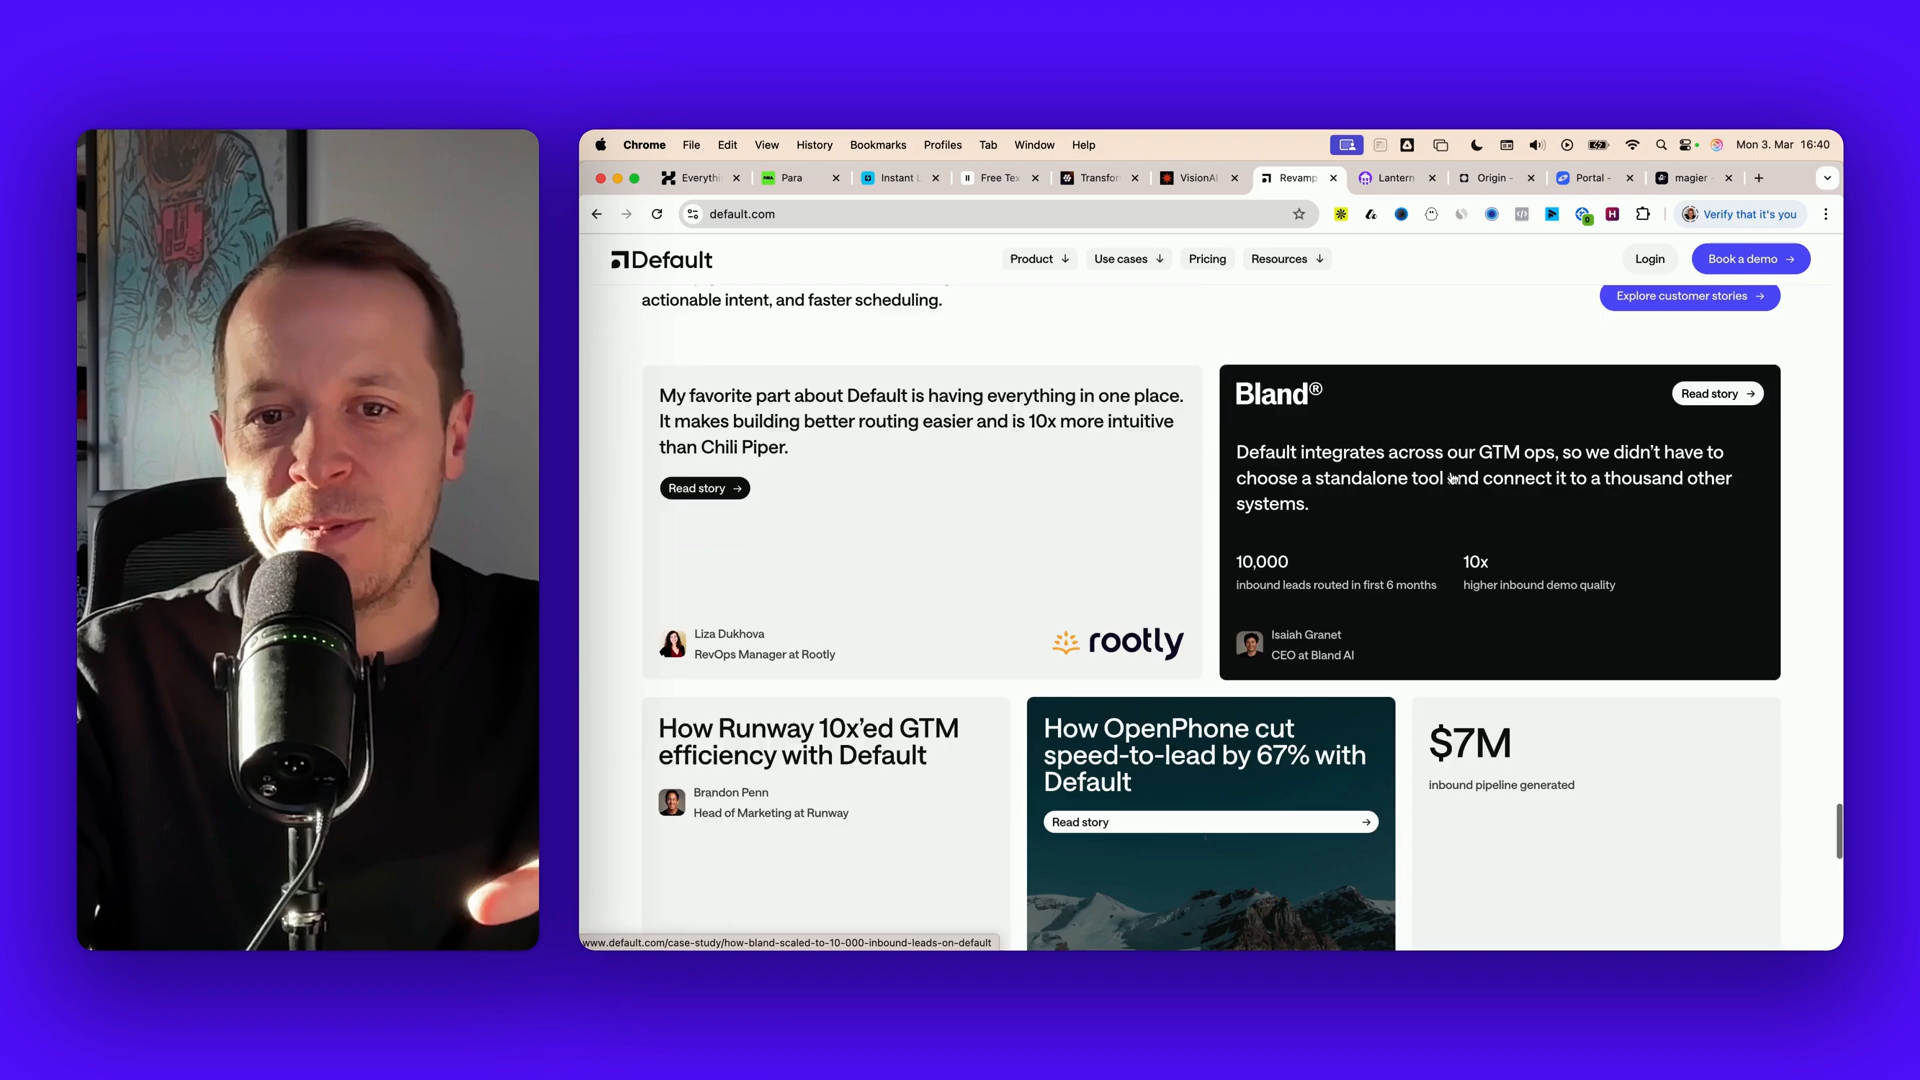 Chrome File Edit View History Bookmarks Profiles Tab Window Help Mon 3. Mar 16:40
Everythi Para Instant L Free Tex Transfor VisionAI Revamp Lantern Origin - Portal - magier -
default.com Verify that it's you
Default Product Use cases Pricing Resources Login Book a demo
actionable intent, and faster scheduling.
Explore customer stories
My favorite part about Default is having everything in one place.
It makes building better routing easier and is 10x more intuitive
than Chili Piper.
Read story
Liza Dukhova
RevOps Manager at Rootly
rootly
Bland®
Read story
Default integrates across our GTM ops, so we didn't have to
choose a standalone tool and connect it to a thousand other
systems.
10,000
inbound leads routed in first 6 months
10x
higher inbound demo quality
Isaiah Granet
CEO at Bland AI
How Runway 10x'ed GTM
efficiency with Default
Brandon Penn
Head of Marketing at Runway
How OpenPhone cut
speed-to-lead by 67% with
Default
Read story
$7M
inbound pipeline generated
www.default.com/case-study/how-bland-scaled-to-10-000-inbound-leads-on-default